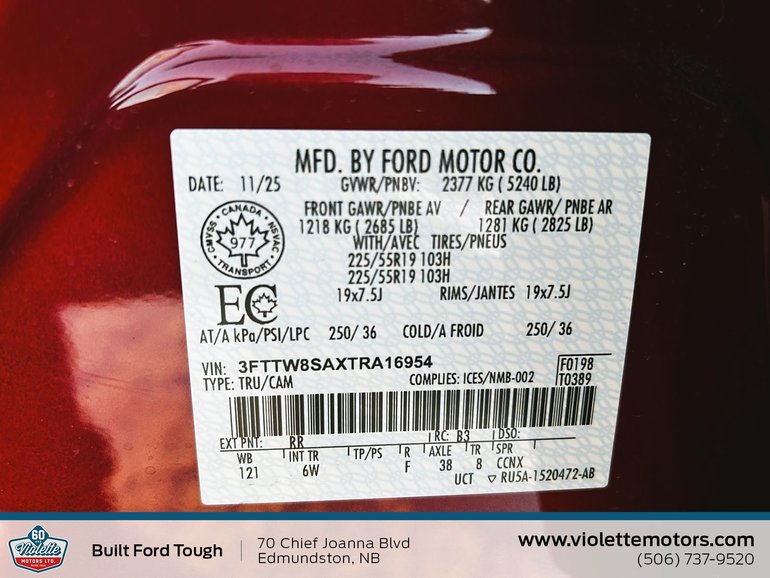 MFD. BY FORD MOTOR CO.
DATE: 11/25 GVWR/PNBV: 2377 KG ( 5240 LB)
FRONT GAWR/PNBE AV / REAR GAWR/ PNBE AR
1218 KG ( 2685 LB) 1281 KG ( 2825 LB)
WITH/AVEC TIRES/PNEUS
225/55R19 103H
225/55R19 103H
19x7.5J RIMS/JANTES 19x7.5J
CANADA
CMVSS 977 NSVAC
TRANSPORT
EC
AT/A kPa/PSI/LPC 250/ 36 COLD/A FROID 250/ 36
VIN: 3FTTW8SAXTRA16954 F0198
TYPE: TRU/CAM COMPLIES: ICES/NMB-002 T0389
EXT PNT: RR RC: B3 DSO:
WB INT TR TP/PS R AXLE TR SPR
121 6W F 38 8 CCNX
UCT RU5A-1520472-AB
60
Violette
MOTORS LTD.
Built Ford Tough
70 Chief Joanna Blvd
Edmundston, NB
www.violettemotors.com
(506) 737-9520